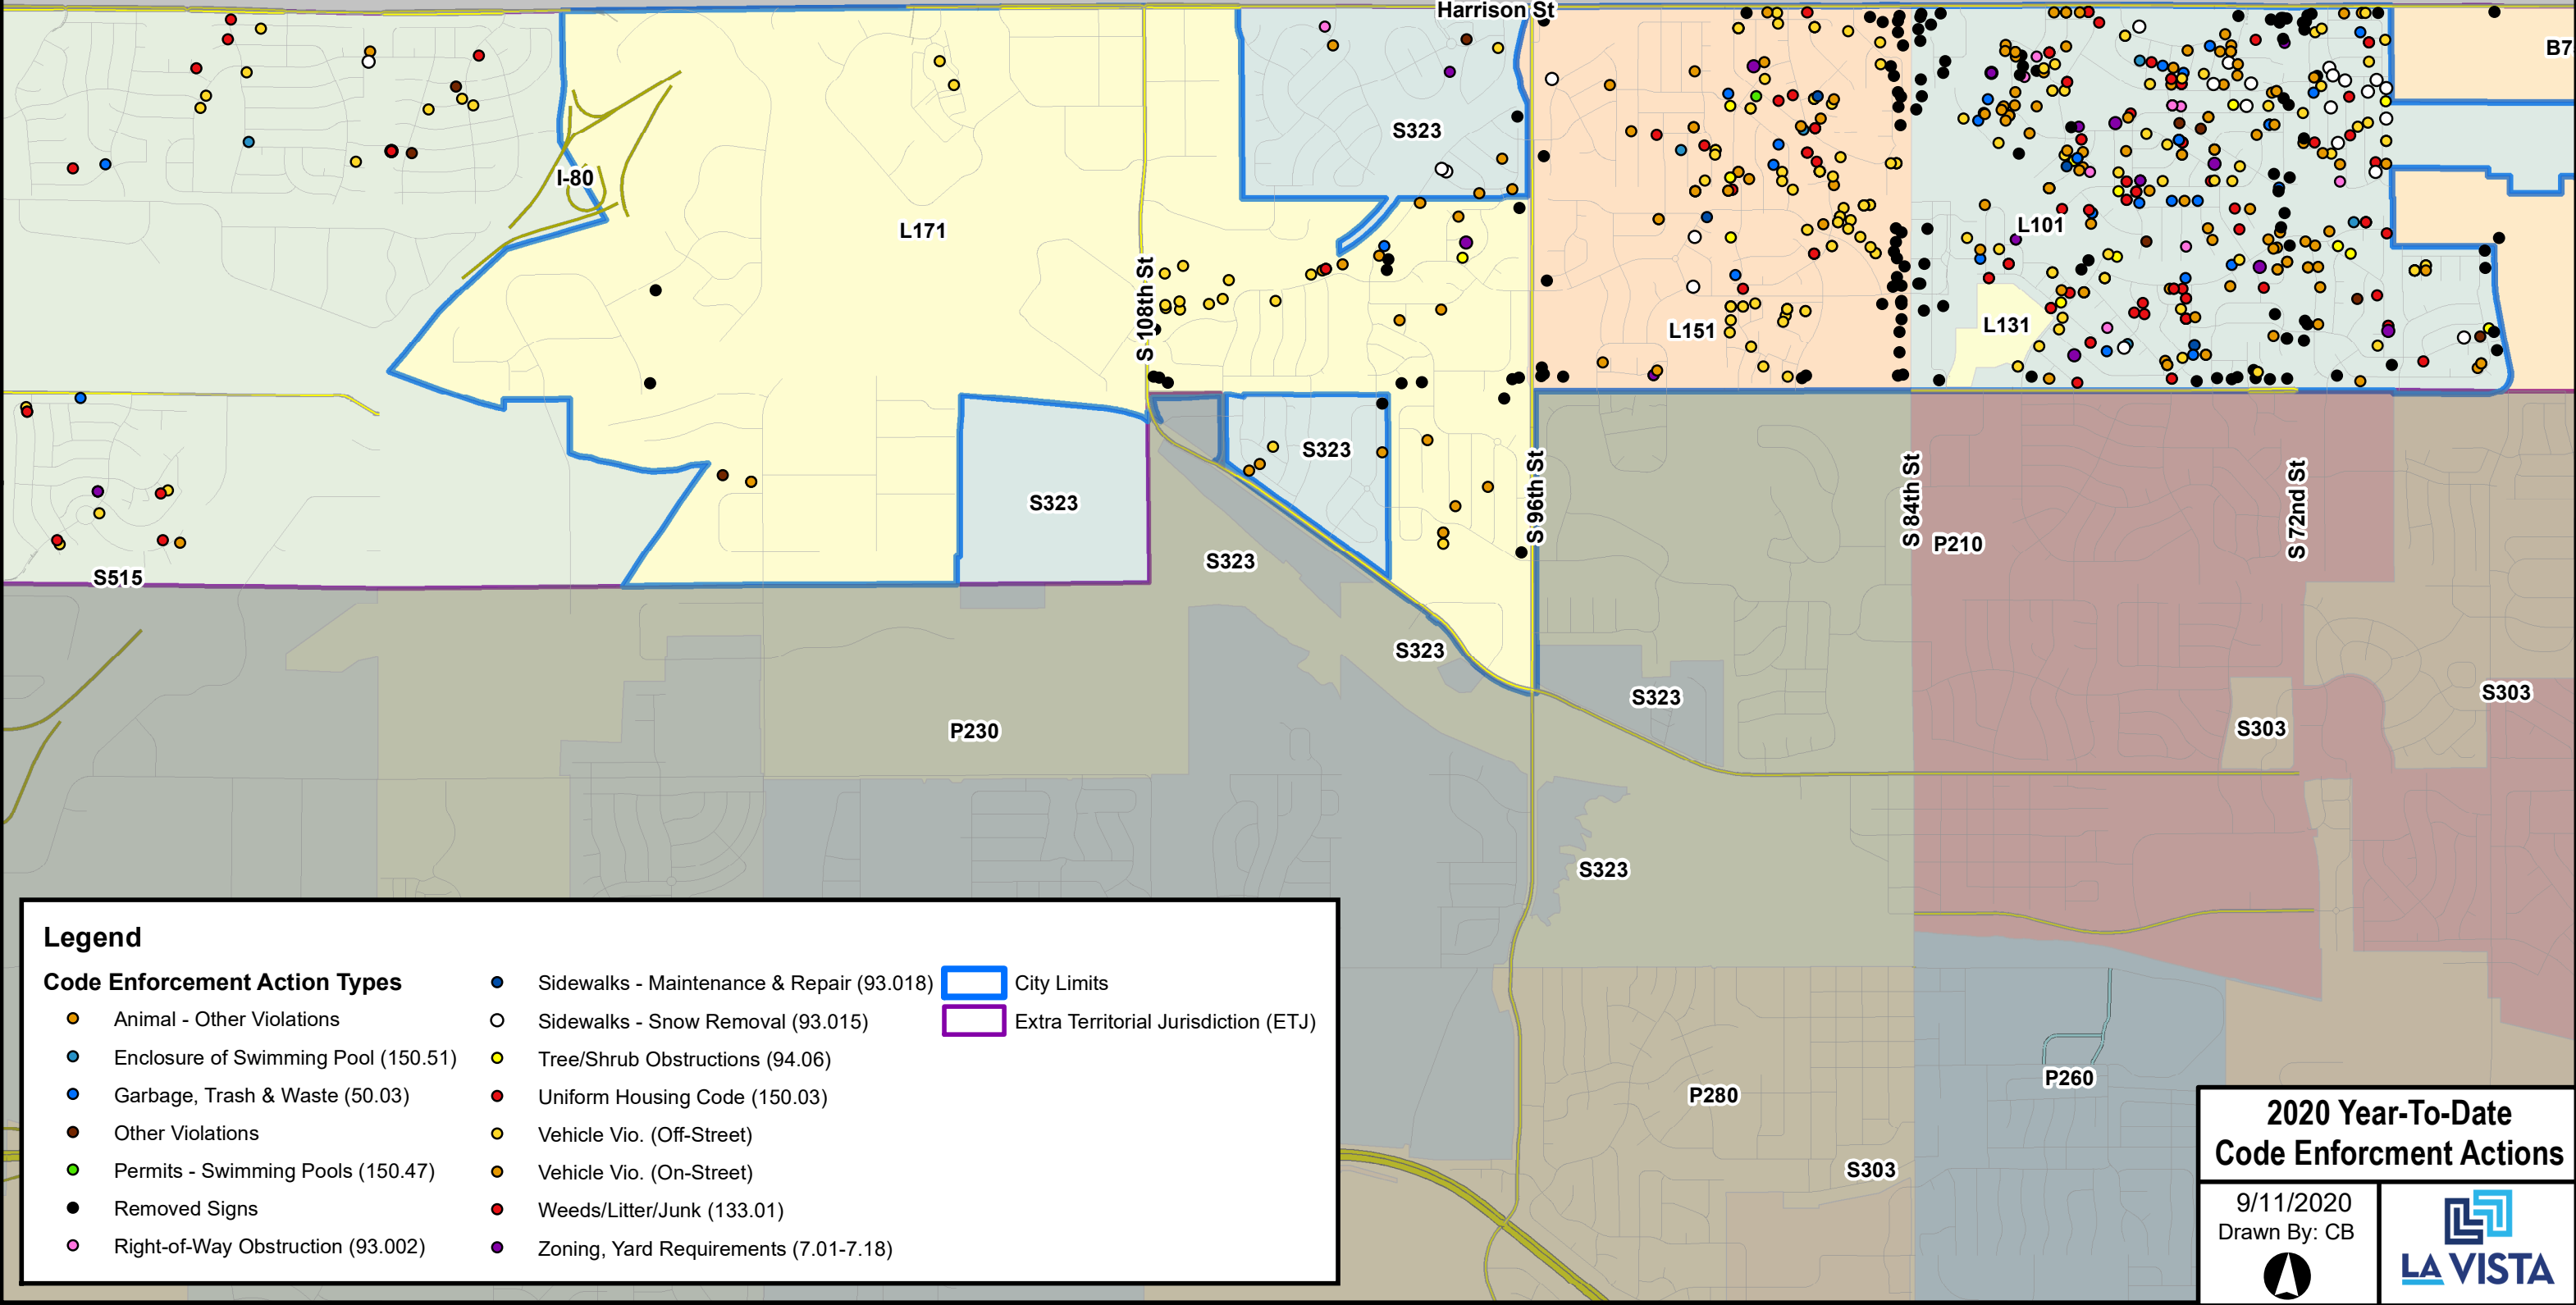 Harrison St
B7
S323
I-80
L171
L101
S 108th St
L151
L131
S323
S323
S 96th St
S 84th St
S 72nd St
P210
S323
S515
S323
S323
S303
S303
P230
S323
P280
P260
S303
Legend
Code Enforcement Action Types
Animal - Other Violations
Enclosure of Swimming Pool (150.51)
Garbage, Trash & Waste (50.03)
Other Violations
Permits - Swimming Pools (150.47)
Removed Signs
Right-of-Way Obstruction (93.002)
Sidewalks - Maintenance & Repair (93.018)
Sidewalks - Snow Removal (93.015)
Tree/Shrub Obstructions (94.06)
Uniform Housing Code (150.03)
Vehicle Vio. (Off-Street)
Vehicle Vio. (On-Street)
Weeds/Litter/Junk (133.01)
Zoning, Yard Requirements (7.01-7.18)
City Limits
Extra Territorial Jurisdiction (ETJ)
2020 Year-To-Date
Code Enforcment Actions
9/11/2020
Drawn By: CB
LA VISTA